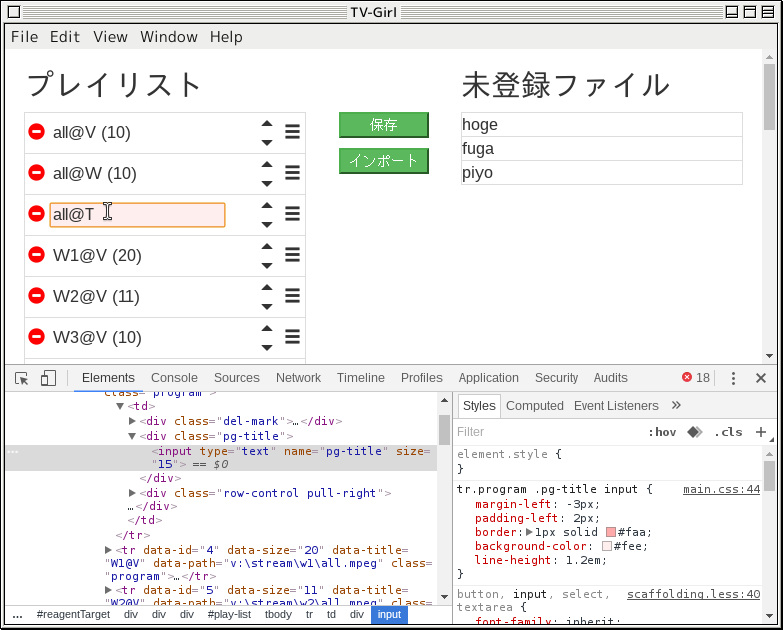 TV-Girl
File Edit View Window Help
プレイリスト
all@V (10)
all@W (10)
all@T
W1@V (20)
W2@V (11)
W3@V (10)
保存
インポート
未登録ファイル
hoge
fuga
piyo
Elements Console Sources Network Timeline Profiles Application Security Audits 18
class="program">
<td>
<div class="del-mark">…</div>
<div class="pg-title">
<input type="text" name="pg-title" size=
"15"> == $0
</div>
<div class="row-control pull-right">
…</div>
</td>
</tr>
<tr data-id="4" data-size="20" data-title=
"W1@V" data-path="v:\stream\w1\all.mpeg" class=
"program">…</tr>
<tr data-id="5" data-size="11" data-title=
"W2@V" data-path="v:\stream\w2\all.mpeg"
... #reagentTarget div div div #play-list tbody tr td div input
Styles Computed Event Listeners »
Filter :hov .cls +
element.style {
}
tr.program .pg-title input { main.css:44
margin-left: -3px;
padding-left: 2px;
border: 1px solid #faa;
background-color: #fee;
line-height: 1.2em;
}
button, input, select, scaffolding.less:40
textarea {
font-family: inherit;